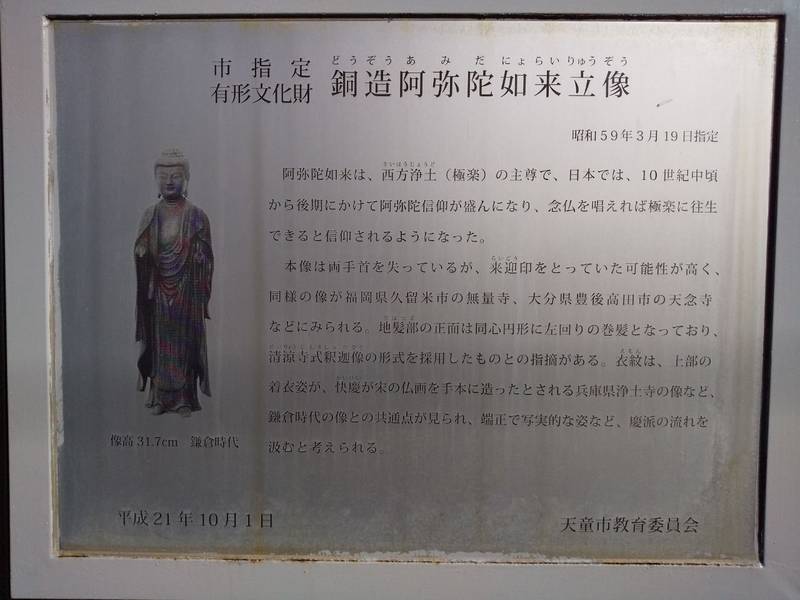 どうぞうあみだにょらいりゅうぞう
市指定
有形文化財
銅造阿弥陀如来立像
昭和59年3月19日指定
さいほうじょうど
阿弥陀如来は、西方浄土（極楽）の主尊で、日本では、10世紀中頃
から後期にかけて阿弥陀信仰が盛んになり、念仏を唱えれば極楽に往生
できると信仰されるようになった。
らいごう
本像は両手首を失っているが、来迎印をとっていた可能性が高く、
同様の像が福岡県久留米市の無量寺、大分県豊後高田市の天念寺
などにみられる。地髪部の正面は同心円形に左回りの巻髪となっており、
清涼寺式釈迦像の形式を採用したものとの指摘がある。衣紋は、上部の
着衣姿が、快慶が宋の仏画を手本に造ったとされる兵庫県浄土寺の像など、
鎌倉時代の像との共通点が見られ、端正で写実的な姿など、慶派の流れを
汲むと考えられる。
像高31.7cm　鎌倉時代
平成21年10月1日
天童市教育委員会